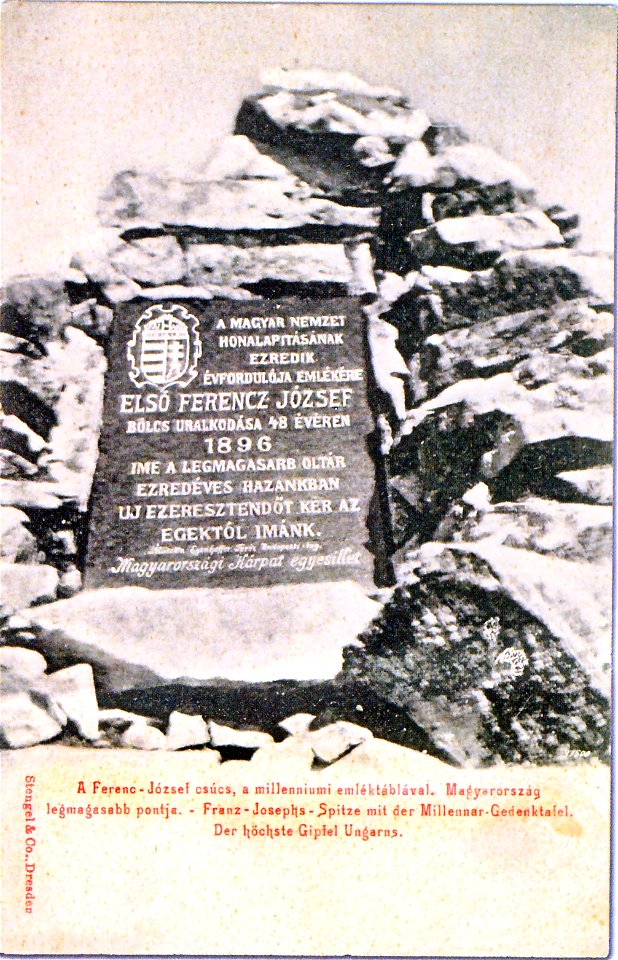 A MAGYAR NEMZET
HONALAPITÁSÁNAK
EZREDIK
ÉVFORDULÓJA EMLÉKÉRE
ELSÖ FERENCZ JÓZSEF
BÖLCS URALKODÁSA 48 ÉVÉBEN
1896
IME A LEGMAGASABB OLTÁR
EZREDÉVES HAZÁNKBAN
UJ EZERESZTENDŐT KÉR AZ
EGEKTÖL IMÁNK.
Magyarországi Kárpát egyesület
A Ferenc-József csúcs, a millenniumi emléktáblával. Magyarország
legmagasabb pontja. - Franz-Josephs-Spitze mit der Millennar-Gedenktafel.
Der höchste Gipfel Ungarns.
Stengel & Co., Dresden